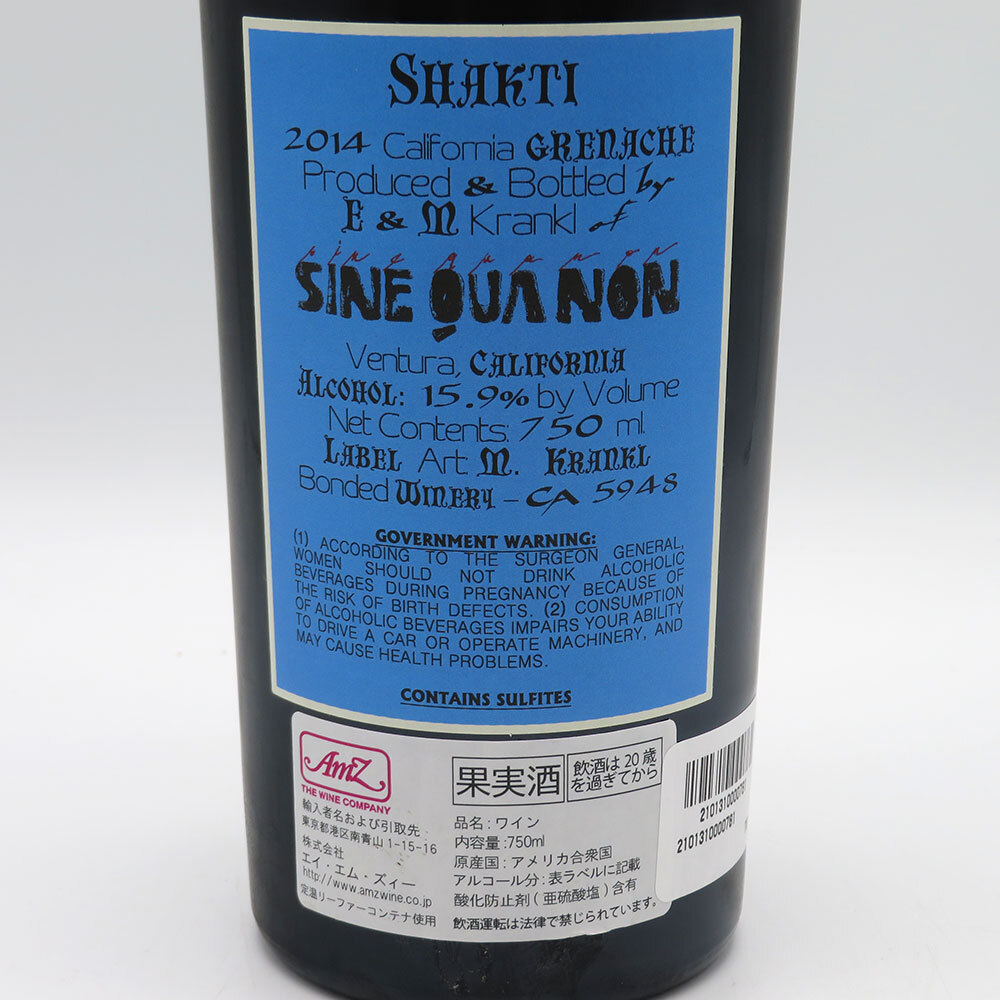 SHAKTI
2014 California GRENACHE
Produced & Bottled by
E & M Krankl of
sine qua non
SINE QUA NON
Ventura, CALIFORNIA
ALCOHOL: 15.9% by Volume
Net Contents: 750 ml.
LABEL Art: M. KRANKL
Bonded WINERY – CA 5948
GOVERNMENT WARNING:
(1) ACCORDING TO THE SURGEON GENERAL,
WOMEN SHOULD NOT DRINK ALCOHOLIC
BEVERAGES DURING PREGNANCY BECAUSE OF
THE RISK OF BIRTH DEFECTS. (2) CONSUMPTION
OF ALCOHOLIC BEVERAGES IMPAIRS YOUR ABILITY
TO DRIVE A CAR OR OPERATE MACHINERY, AND
MAY CAUSE HEALTH PROBLEMS.
CONTAINS SULFITES
AmZ
THE WINE COMPANY
輸入者名および引取先
東京都港区南青山1-15-16
株式会社
エイ・エム・ズィー
http://www.amzwine.co.jp
定温リーファーコンテナ使用
果実酒
飲酒は20歳
を過ぎてから
品名:ワイン
内容量:750ml
原産国:アメリカ合衆国
アルコール分:表ラベルに記載
酸化防止剤(亜硫酸塩)含有
飲酒運転は法律で禁じられています。
2101310000791
2101310000791